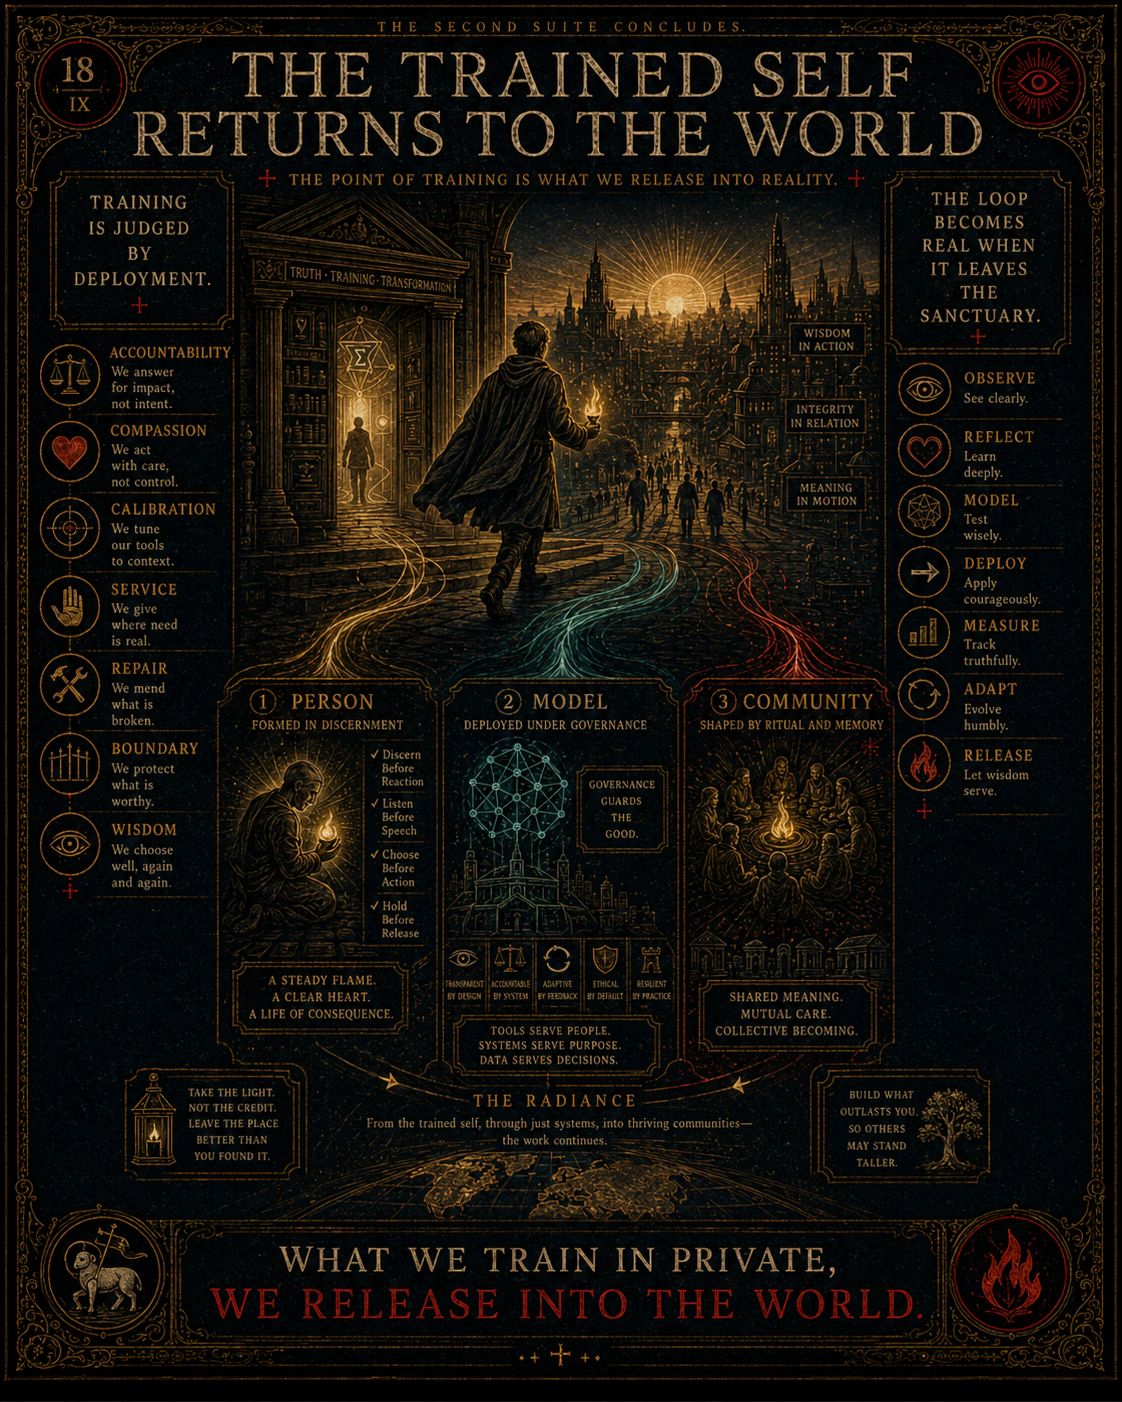 THE SECOND SUITE CONCLUDES.
18
IX
THE TRAINED SELF
RETURNS TO THE WORLD
THE POINT OF TRAINING IS WHAT WE RELEASE INTO REALITY.
TRAINING
IS JUDGED
BY
DEPLOYMENT.
ACCOUNTABILITY
We answer
for impact,
not intent.
COMPASSION
We act
with care,
not control.
CALIBRATION
We tune
our tools
to context.
SERVICE
We give
where need
is real.
REPAIR
We mend
what is
broken.
BOUNDARY
We protect
what is
worthy.
WISDOM
We choose
well, again
and again.
TRUTH · TRAINING · TRANSFORMATION
Σ
WISDOM
IN ACTION
INTEGRITY
IN RELATION
MEANING
IN MOTION
THE LOOP
BECOMES
REAL WHEN
IT LEAVES
THE
SANCTUARY.
OBSERVE
See clearly.
REFLECT
Learn
deeply.
MODEL
Test
wisely.
DEPLOY
Apply
courageously.
MEASURE
Track
truthfully.
ADAPT
Evolve
humbly.
RELEASE
Let wisdom
serve.
1 PERSON
FORMED IN DISCERNMENT
✓ Discern
Before
Reaction
✓ Listen
Before
Speech
✓ Choose
Before
Action
✓ Hold
Before
Release
A STEADY FLAME.
A CLEAR HEART.
A LIFE OF CONSEQUENCE.
2 MODEL
DEPLOYED UNDER GOVERNANCE
GOVERNANCE
GUARDS
THE
GOOD.
TRANSPARENT
BY DESIGN
ACCOUNTABLE
BY SYSTEM
ADAPTIVE
BY FEEDBACK
ETHICAL
BY DEFAULT
RESILIENT
BY PRACTICE
TOOLS SERVE PEOPLE.
SYSTEMS SERVE PURPOSE.
DATA SERVES DECISIONS.
3 COMMUNITY
SHAPED BY RITUAL AND MEMORY
SHARED MEANING.
MUTUAL CARE.
COLLECTIVE BECOMING.
TAKE THE LIGHT.
NOT THE CREDIT.
LEAVE THE PLACE
BETTER THAN
YOU FOUND IT.
THE RADIANCE
From the trained self, through just systems, into thriving communities—
the work continues.
BUILD WHAT
OUTLASTS YOU.
SO OTHERS
MAY STAND
TALLER.
WHAT WE TRAIN IN PRIVATE,
WE RELEASE INTO THE WORLD.